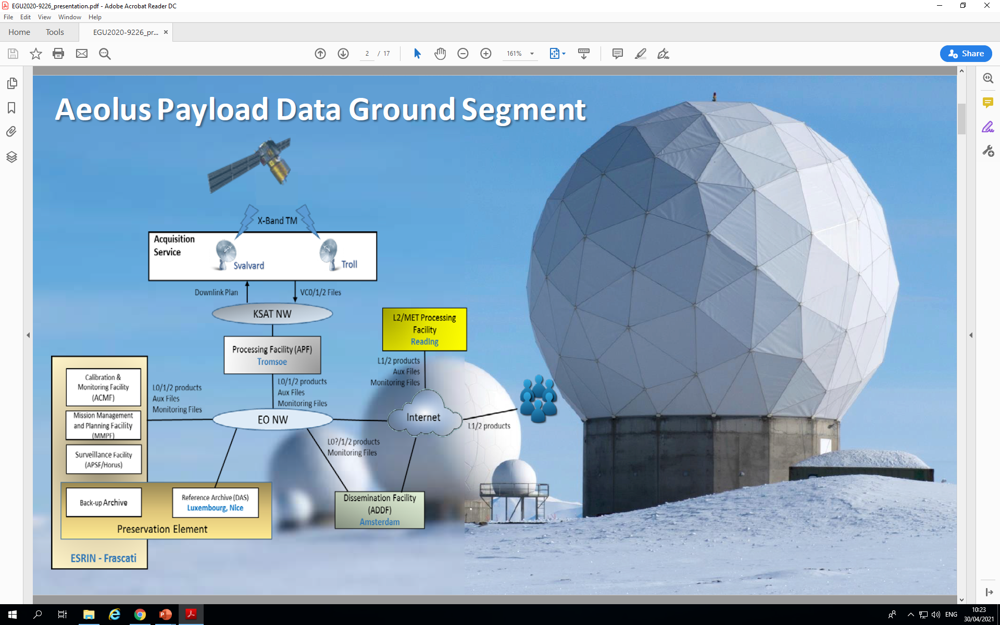 EGU2020-9226_presentation.pdf - Adobe Acrobat Reader DC
File Edit View Window Help
Home Tools EGU2020-9226_pr... ×
2 / 17 161% Share
Aeolus Payload Data Ground Segment
X-Band TM
Acquisition
Service
Svalvard
Troll
Downlink Plan
VC0/1/2 Files
KSAT NW
L2/MET Processing
Facility
Reading
Processing Facility (APF)
Tromsoe
L1/2 products
Aux Files
Monitoring Files
Calibration &
Monitoring Facility
(ACMF)
L0/1/2 products
Aux Files
Monitoring Files
L0/1/2 products
Aux Files
Monitoring Files
Mission Management
and Planning Facility
(MMPF)
EO NW
Internet
L1/2 products
L0?/1/2 products
Monitoring Files
Surveillance Facility
(APSF/Horus)
Back-up Archive
Reference Archive (DAS)
Luxembourg, Nice
Dissemination Facility
(ADDF)
Amsterdam
Preservation Element
ESRIN - Frascati
ENG
10:23
30/04/2021